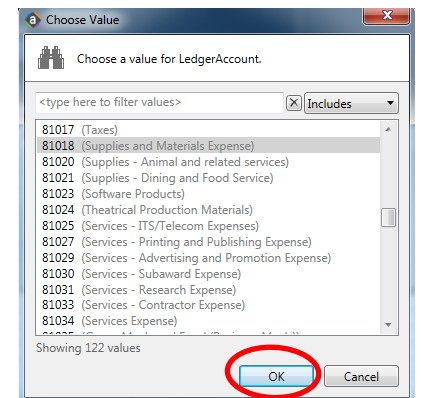 Choose Value
Choose a value for LedgerAccount.
<type here to filter values>
Includes
81017 (Taxes)
81018 (Supplies and Materials Expense)
81020 (Supplies - Animal and related services)
81021 (Supplies - Dining and Food Service)
81023 (Software Products)
81024 (Theatrical Production Materials)
81025 (Services - ITS/Telecom Expenses)
81027 (Services - Printing and Publishing Expense)
81029 (Services - Advertising and Promotion Expense)
81030 (Services - Subaward Expense)
81031 (Services - Research Expense)
81033 (Services - Contractor Expense)
81034 (Services Expense)
Showing 122 values
OK
Cancel